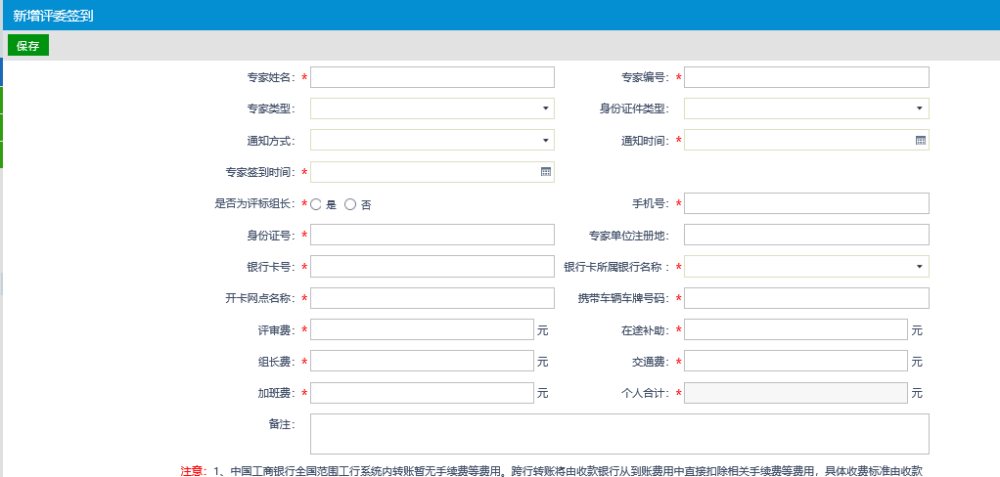 新增评委签到
保存
专家姓名：* 专家编号：*
专家类型： 身份证件类型：
通知方式： 通知时间：*
专家签到时间：*
是否为评标组长：* 是 否 手机号：*
身份证号：* 专家单位注册地：
银行卡号：* 银行卡所属银行名称：*
开卡网点名称：* 携带车辆车牌号码：*
评审费：* 元 在途补助：* 元
组长费：* 元 交通费：* 元
加班费：* 元 个人合计：* 元
备注：
注意：1、中国工商银行全国范围工行系统内转账暂无手续费等费用。跨行转账将由收款银行从到账费用中直接扣除相关手续费等费用，具体收费标准由收款